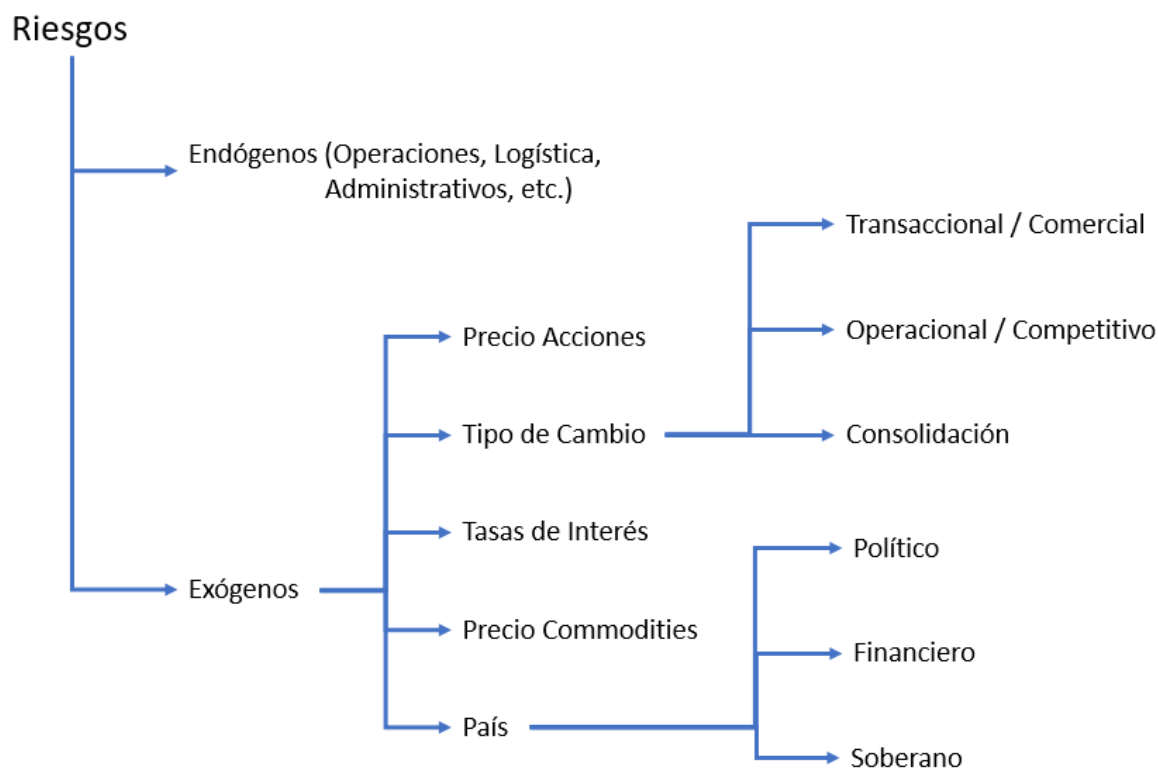 Riesgos
Endógenos (Operaciones, Logística,
Administrativos, etc.)
Transaccional / Comercial
Operacional / Competitivo
Precio Acciones
Tipo de Cambio
Consolidación
Tasas de Interés
Político
Exógenos
Precio Commodities
Financiero
País
Soberano